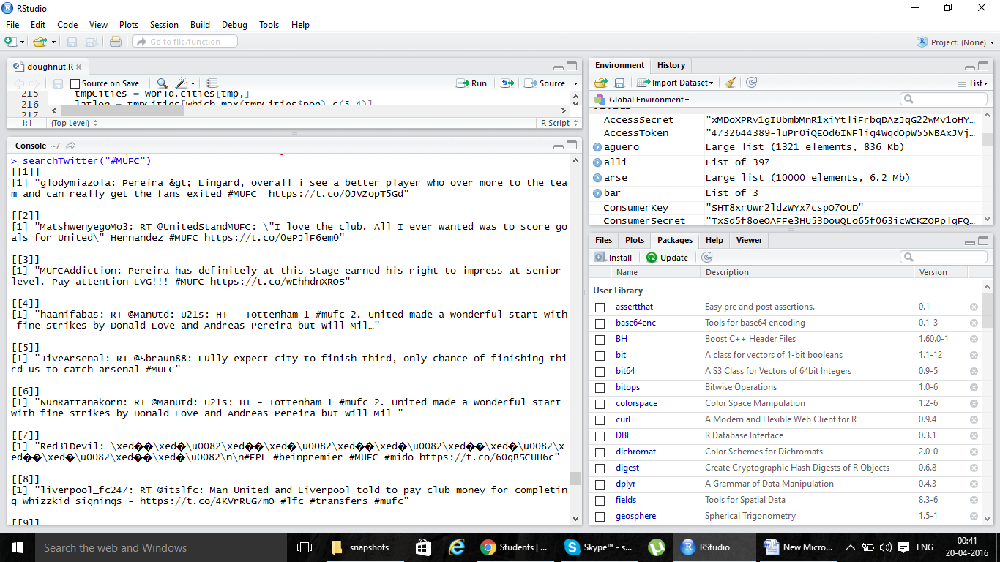 RStudio
File Edit Code View Plots Session Build Debug Tools Help
Go to file/function
Project: (None)
doughnut.R
Source on Save
Run
Source
215 tmpCities = world.cities[tmp,]
216 latlon = tmpCities[which.max(tmpCities$pop),c(5,4)]
217
1:1 (Top Level) R Script
Console ~/
> searchTwitter("#MUFC")
[[1]]
[1] "glodymiazola: Pereira &gt; Lingard, overall i see a better player who over more to the tea
m and can really get the fans exited #MUFC https://t.co/OJVZopT5Gd"
[[2]]
[1] "MatshwenyegoMo3: RT @UnitedStandMUFC: \"I love the club. All I ever wanted was to score go
als for United\" Hernandez #MUFC https://t.co/0ePJlF6emO"
[[3]]
[1] "MUFCAddiction: Pereira has definitely at this stage earned his right to impress at senior
level. Pay attention LVG!!! #MUFC https://t.co/wEhhdnXROS"
[[4]]
[1] "haanifabas: RT @ManUtd: U21s: HT - Tottenham 1 #mufc 2. United made a wonderful start with
fine strikes by Donald Love and Andreas Pereira but Will Mil…"
[[5]]
[1] "JiveArsenal: RT @Sbraun88: Fully expect city to finish third, only chance of finishing thi
rd us to catch arsenal #MUFC"
[[6]]
[1] "NunRattanakorn: RT @ManUtd: U21s: HT - Tottenham 1 #mufc 2. United made a wonderful start
with fine strikes by Donald Love and Andreas Pereira but Will Mil…"
[[7]]
[1] "Red31Devil: \xed��\xed�\u0082\xed��\xed�\u0082\xed��\xed�\u0082\xed��\xed�\u0082\x
ed��\xed�\u0082\xed��\xed�\u0082\n\n#EPL #beinpremier #MUFC #mido https://t.co/6OgBSCUH6c"
[[8]]
[1] "liverpool_fc247: RT @itslfc: Man United and Liverpool told to pay club money for completin
g whizzkid signings - https://t.co/4KVrRUG7mO #lfc #transfers #mufc"
[[9]]
Environment History
Import Dataset
List
Global Environment
AccessSecret "xMDoXPRv1gIUbmbMnR1xiYtliFrbqDAzJqG22wMv1oHY…
AccessToken "4732644389-luPrOiQEOd6INFlig4WqdOpW55NBAxJVj…
aguero Large list (1321 elements, 836 Kb)
alli List of 397
arse Large list (10000 elements, 6.2 Mb)
bar List of 3
ConsumerKey "SHT8xrUwr2ldzWYx7cspO7OUD"
ConsumerSecret "TxSd5f8oeOAFFe3HU53DouQLo65f063icWCKZOPplqFQ…
Files Plots Packages Help Viewer
Install Update
Name Description Version
User Library
assertthat Easy pre and post assertions. 0.1
base64enc Tools for base64 encoding 0.1-3
BH Boost C++ Header Files 1.60.0-1
bit A class for vectors of 1-bit booleans 1.1-12
bit64 A S3 Class for Vectors of 64bit Integers 0.9-5
bitops Bitwise Operations 1.0-6
colorspace Color Space Manipulation 1.2-6
curl A Modern and Flexible Web Client for R 0.9.4
DBI R Database Interface 0.3.1
dichromat Color Schemes for Dichromats 2.0-0
digest Create Cryptographic Hash Digests of R Objects 0.6.8
dplyr A Grammar of Data Manipulation 0.4.3
fields Tools for Spatial Data 8.3-6
geosphere Spherical Trigonometry 1.5-1
Search the web and Windows
snapshots
Students | ...
Skype™ - s...
RStudio
New Micro...
ENG
00:41
20-04-2016